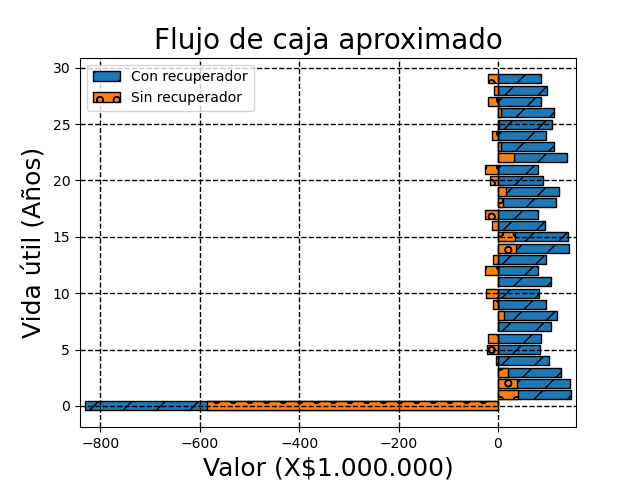 Flujo de caja aproximado
Con recuperador
Sin recuperador
30
25
20
15
10
5
0
Vida útil (Años)
−800
−600
−400
−200
0
Valor (X$1.000.000)